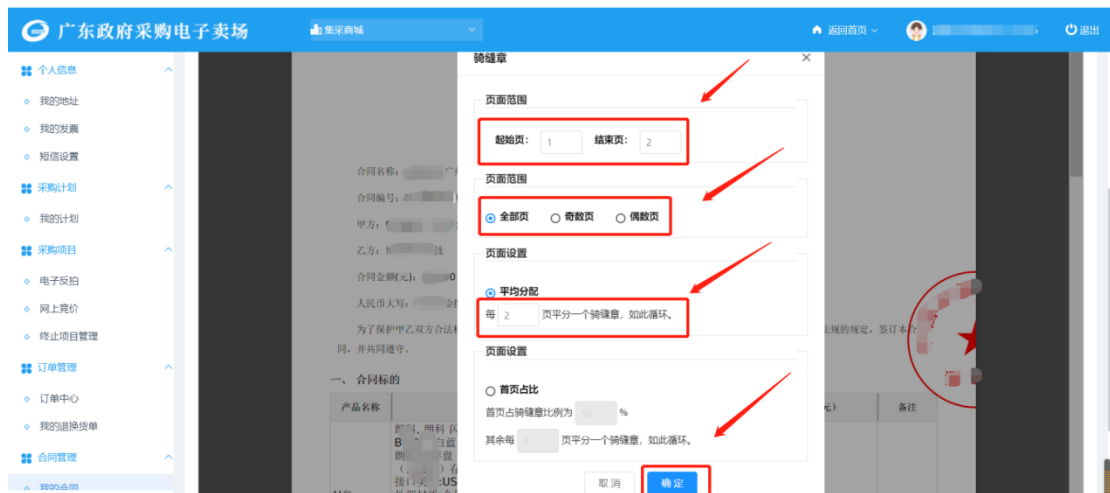 广东政府采购电子卖场
集采商城
返回首页
退出
个人信息
我的地址
我的发票
短信设置
采购计划
我的计划
采购项目
电子反拍
网上竞价
终止项目管理
订单管理
订单中心
我的退换货单
合同管理
我的合同
骑缝章
页面范围
起始页： 1 结束页： 2
页面范围
全部页 奇数页 偶数页
页面设置
平均分配
每 2 页平分一个骑缝章，如此循环。
页面设置
首页占比
首页占骑缝章比例为 50 %
其余每 页平分一个骑缝章，如此循环。
取消 确定
合同名称：
合同编号：
甲方：
乙方：
合同金额(元)：
人民币大写：
为了保护甲乙双方合法
法规的规定，签订本合
同，并共同遵守。
一、 合同标的
产品名称
元） 备注